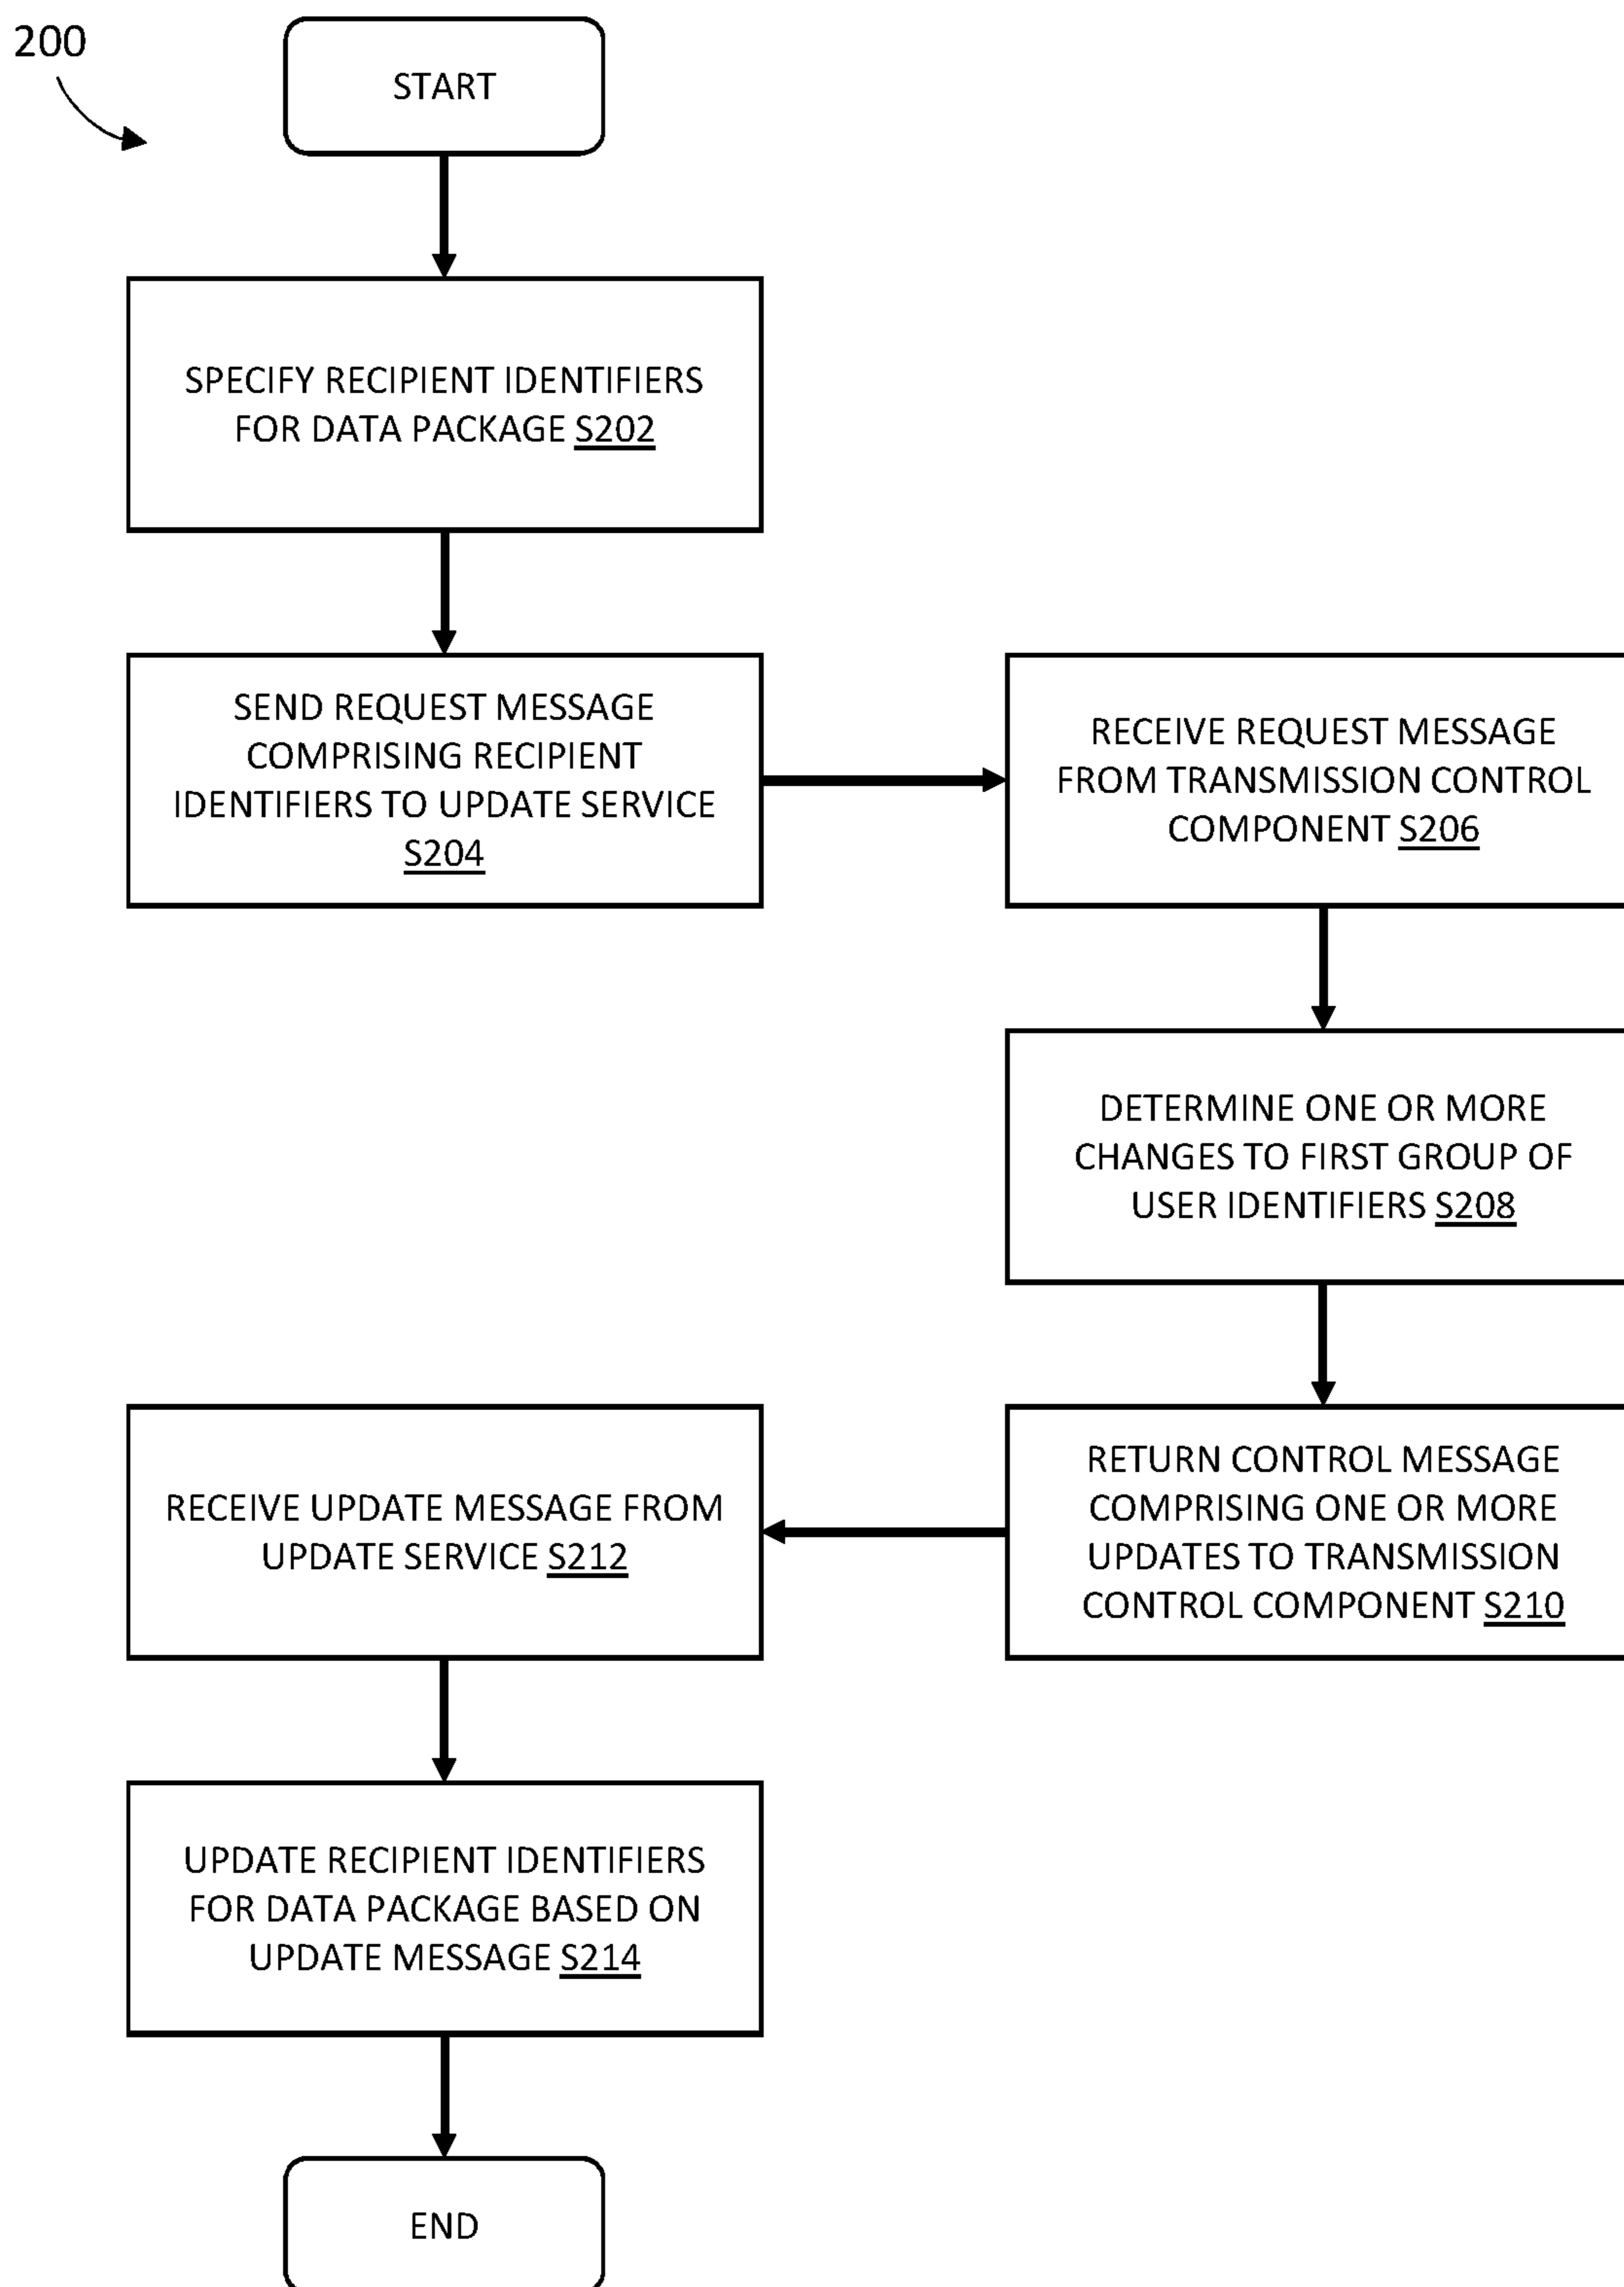 200
START
SPECIFY RECIPIENT IDENTIFIERS
FOR DATA PACKAGE S202
SEND REQUEST MESSAGE
COMPRISING RECIPIENT
IDENTIFIERS TO UPDATE SERVICE
S204
RECEIVE REQUEST MESSAGE
FROM TRANSMISSION CONTROL
COMPONENT S206
DETERMINE ONE OR MORE
CHANGES TO FIRST GROUP OF
USER IDENTIFIERS S208
RETURN CONTROL MESSAGE
COMPRISING ONE OR MORE
UPDATES TO TRANSMISSION
CONTROL COMPONENT S210
RECEIVE UPDATE MESSAGE FROM
UPDATE SERVICE S212
UPDATE RECIPIENT IDENTIFIERS
FOR DATA PACKAGE BASED ON
UPDATE MESSAGE S214
END